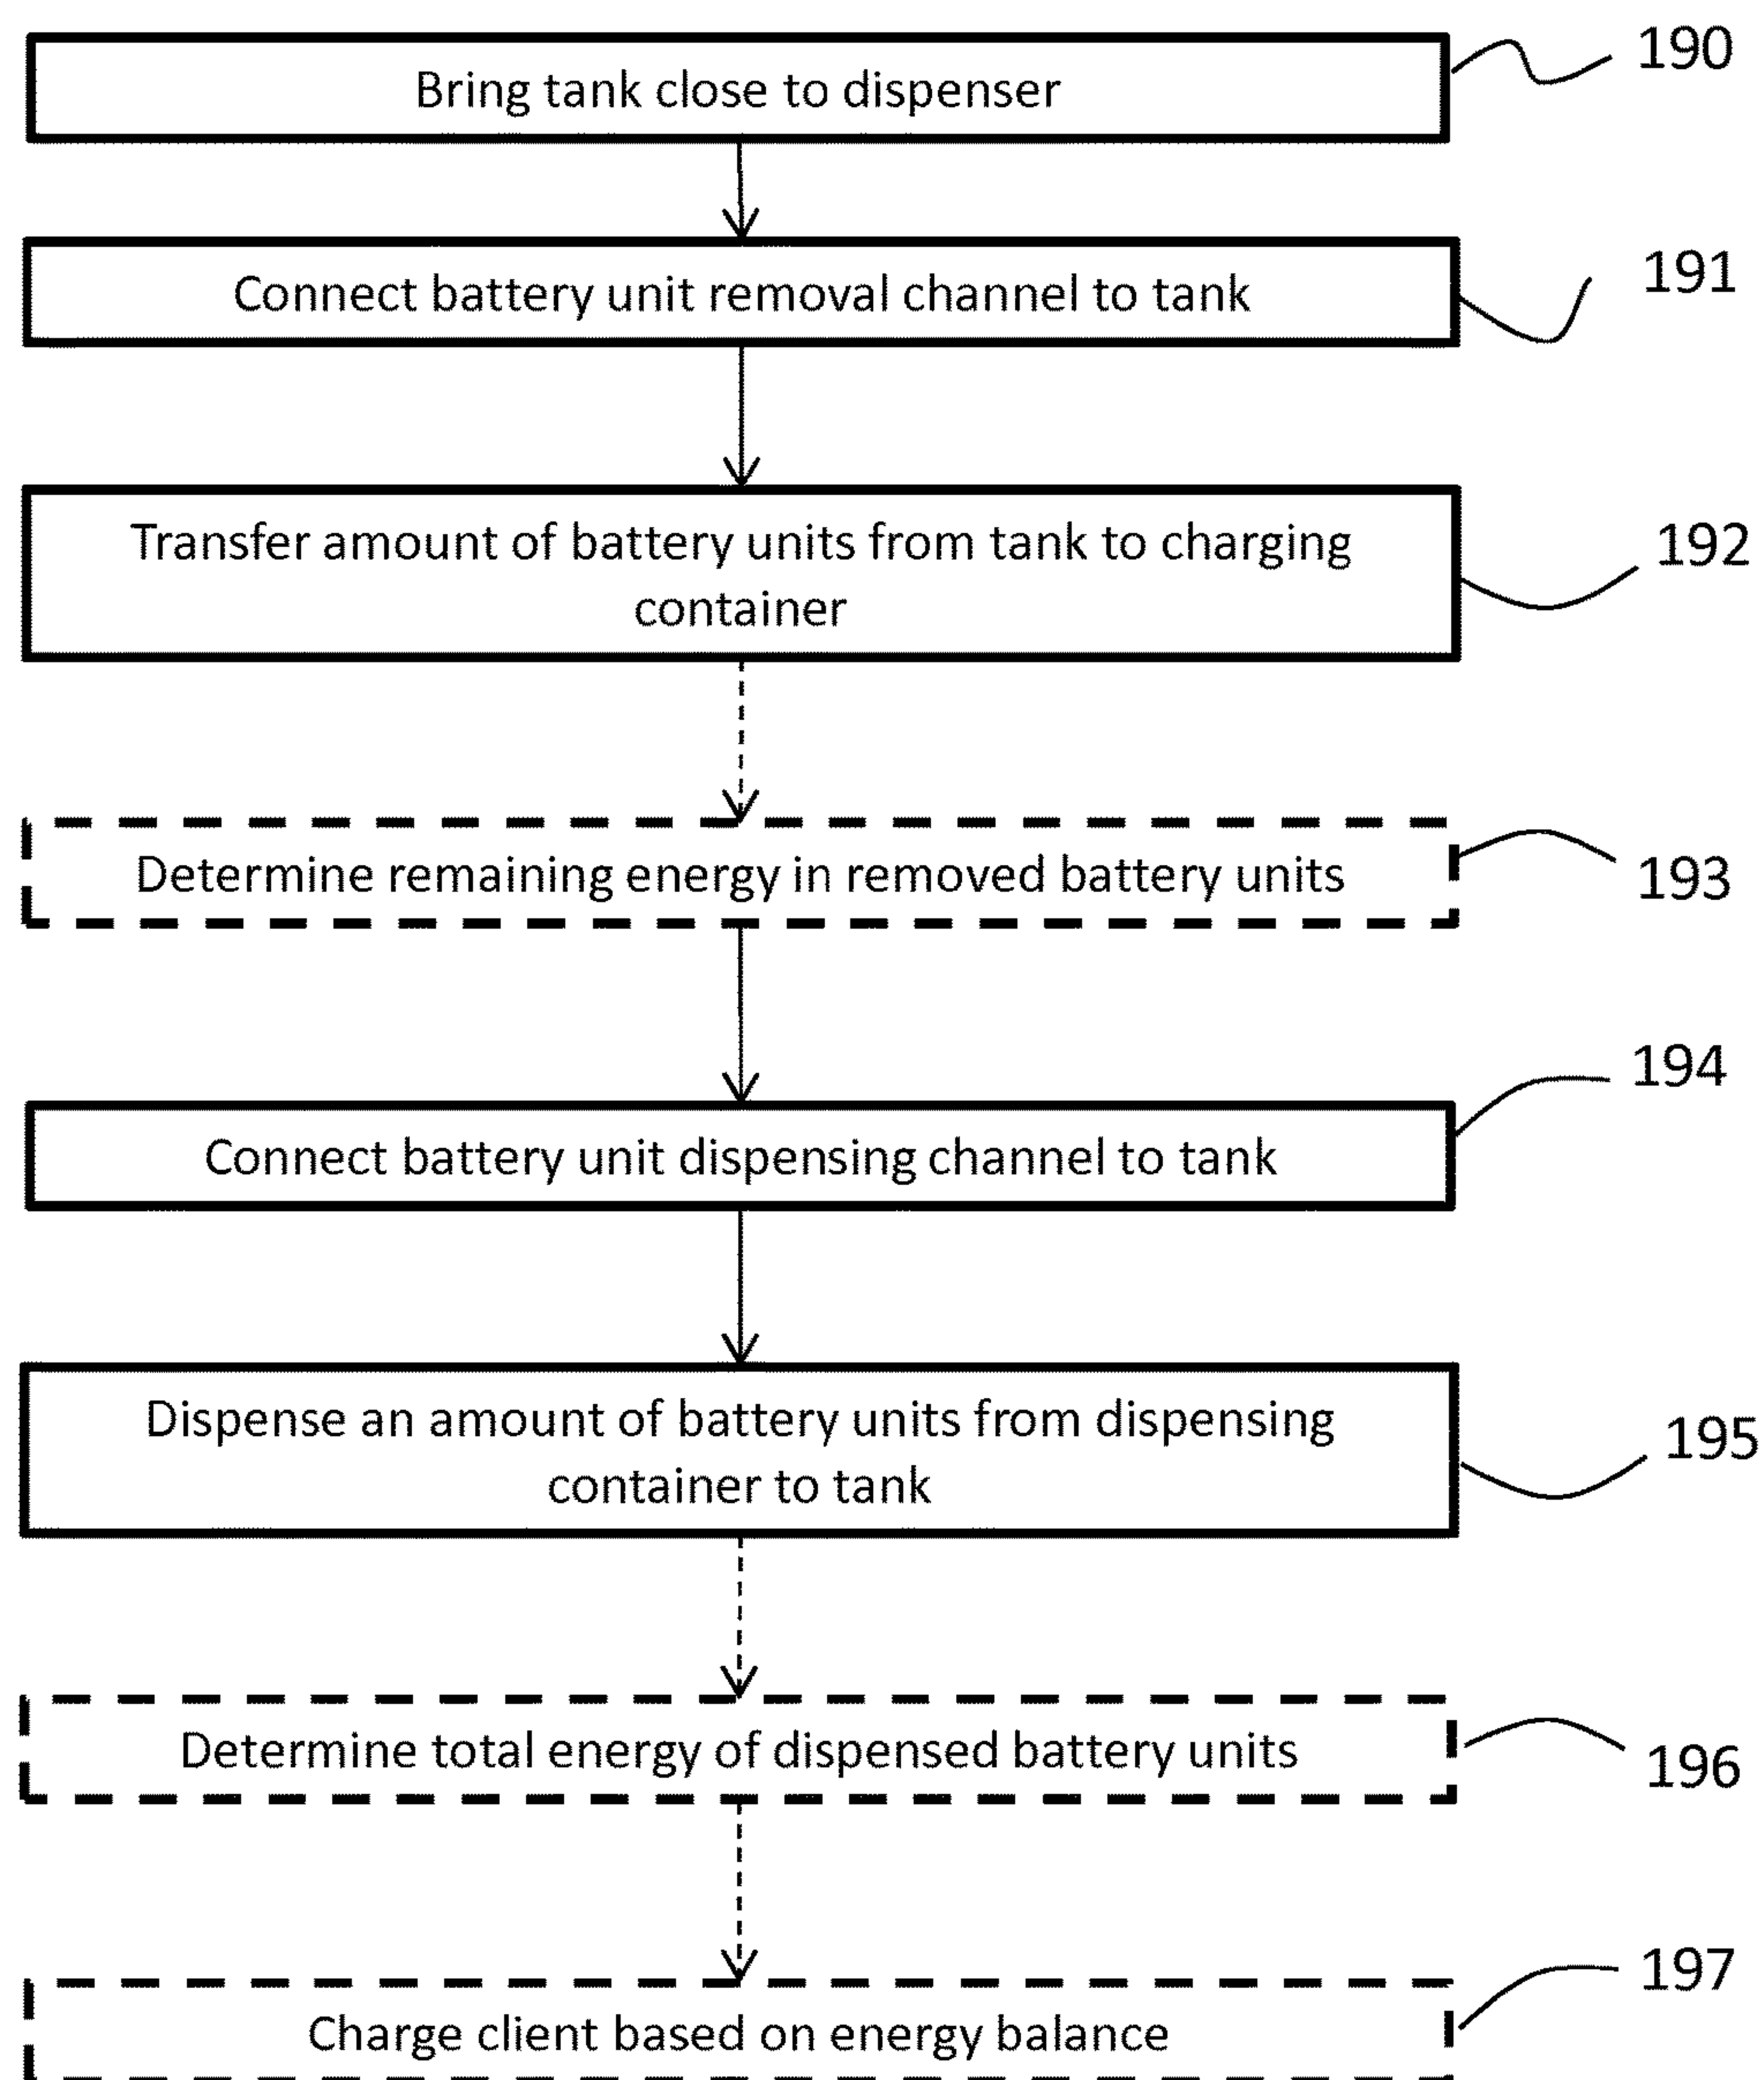 Bring tank close to dispenser
190
Connect battery unit removal channel to tank
191
Transfer amount of battery units from tank to charging
container
192
Determine remaining energy in removed battery units
193
Connect battery unit dispensing channel to tank
194
Dispense an amount of battery units from dispensing
container to tank
195
Determine total energy of dispensed battery units
196
Charge client based on energy balance
197